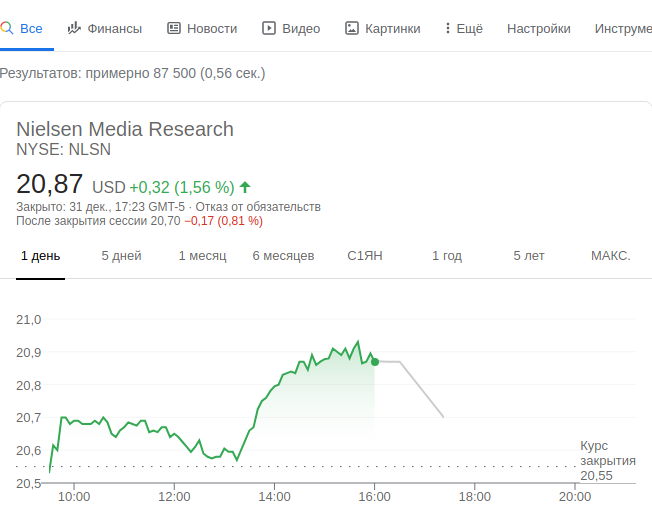 Все Финансы Новости Видео Картинки Ещё Настройки Инструме
Результатов: примерно 87 500 (0,56 сек.)
Nielsen Media Research
NYSE: NLSN
20,87 USD +0,32 (1,56 %)
Закрыто: 31 дек., 17:23 GMT-5 · Отказ от обязательств
После закрытия сессии 20,70 −0,17 (0,81 %)
1 день 5 дней 1 месяц 6 месяцев С1ЯН 1 год 5 лет МАКС.
21,0
20,9
20,8
20,7
20,6
20,5
Курс
закрытия
20,55
10:00 12:00 14:00 16:00 18:00 20:00